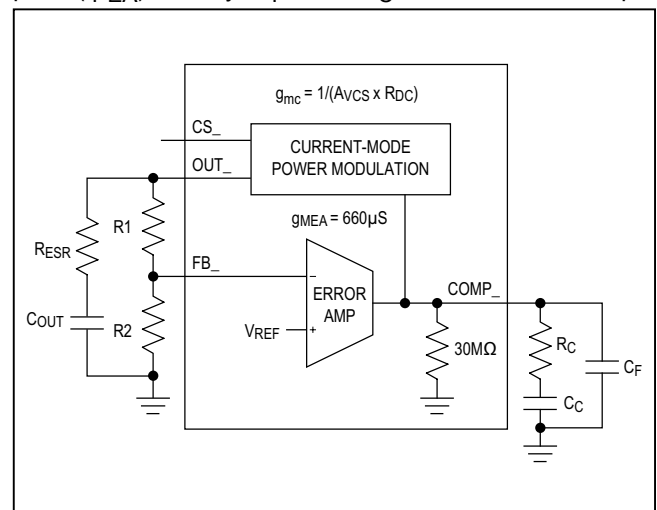 gmc = 1/(AVCS x RDC)
CS_
CURRENT-MODE
POWER MODULATION
OUT_
R1
gMEA = 660µS
RESR
FB_
−
ERROR
AMP
COMP_
COUT
R2
VREF
+
30MΩ
RC
CF
CC